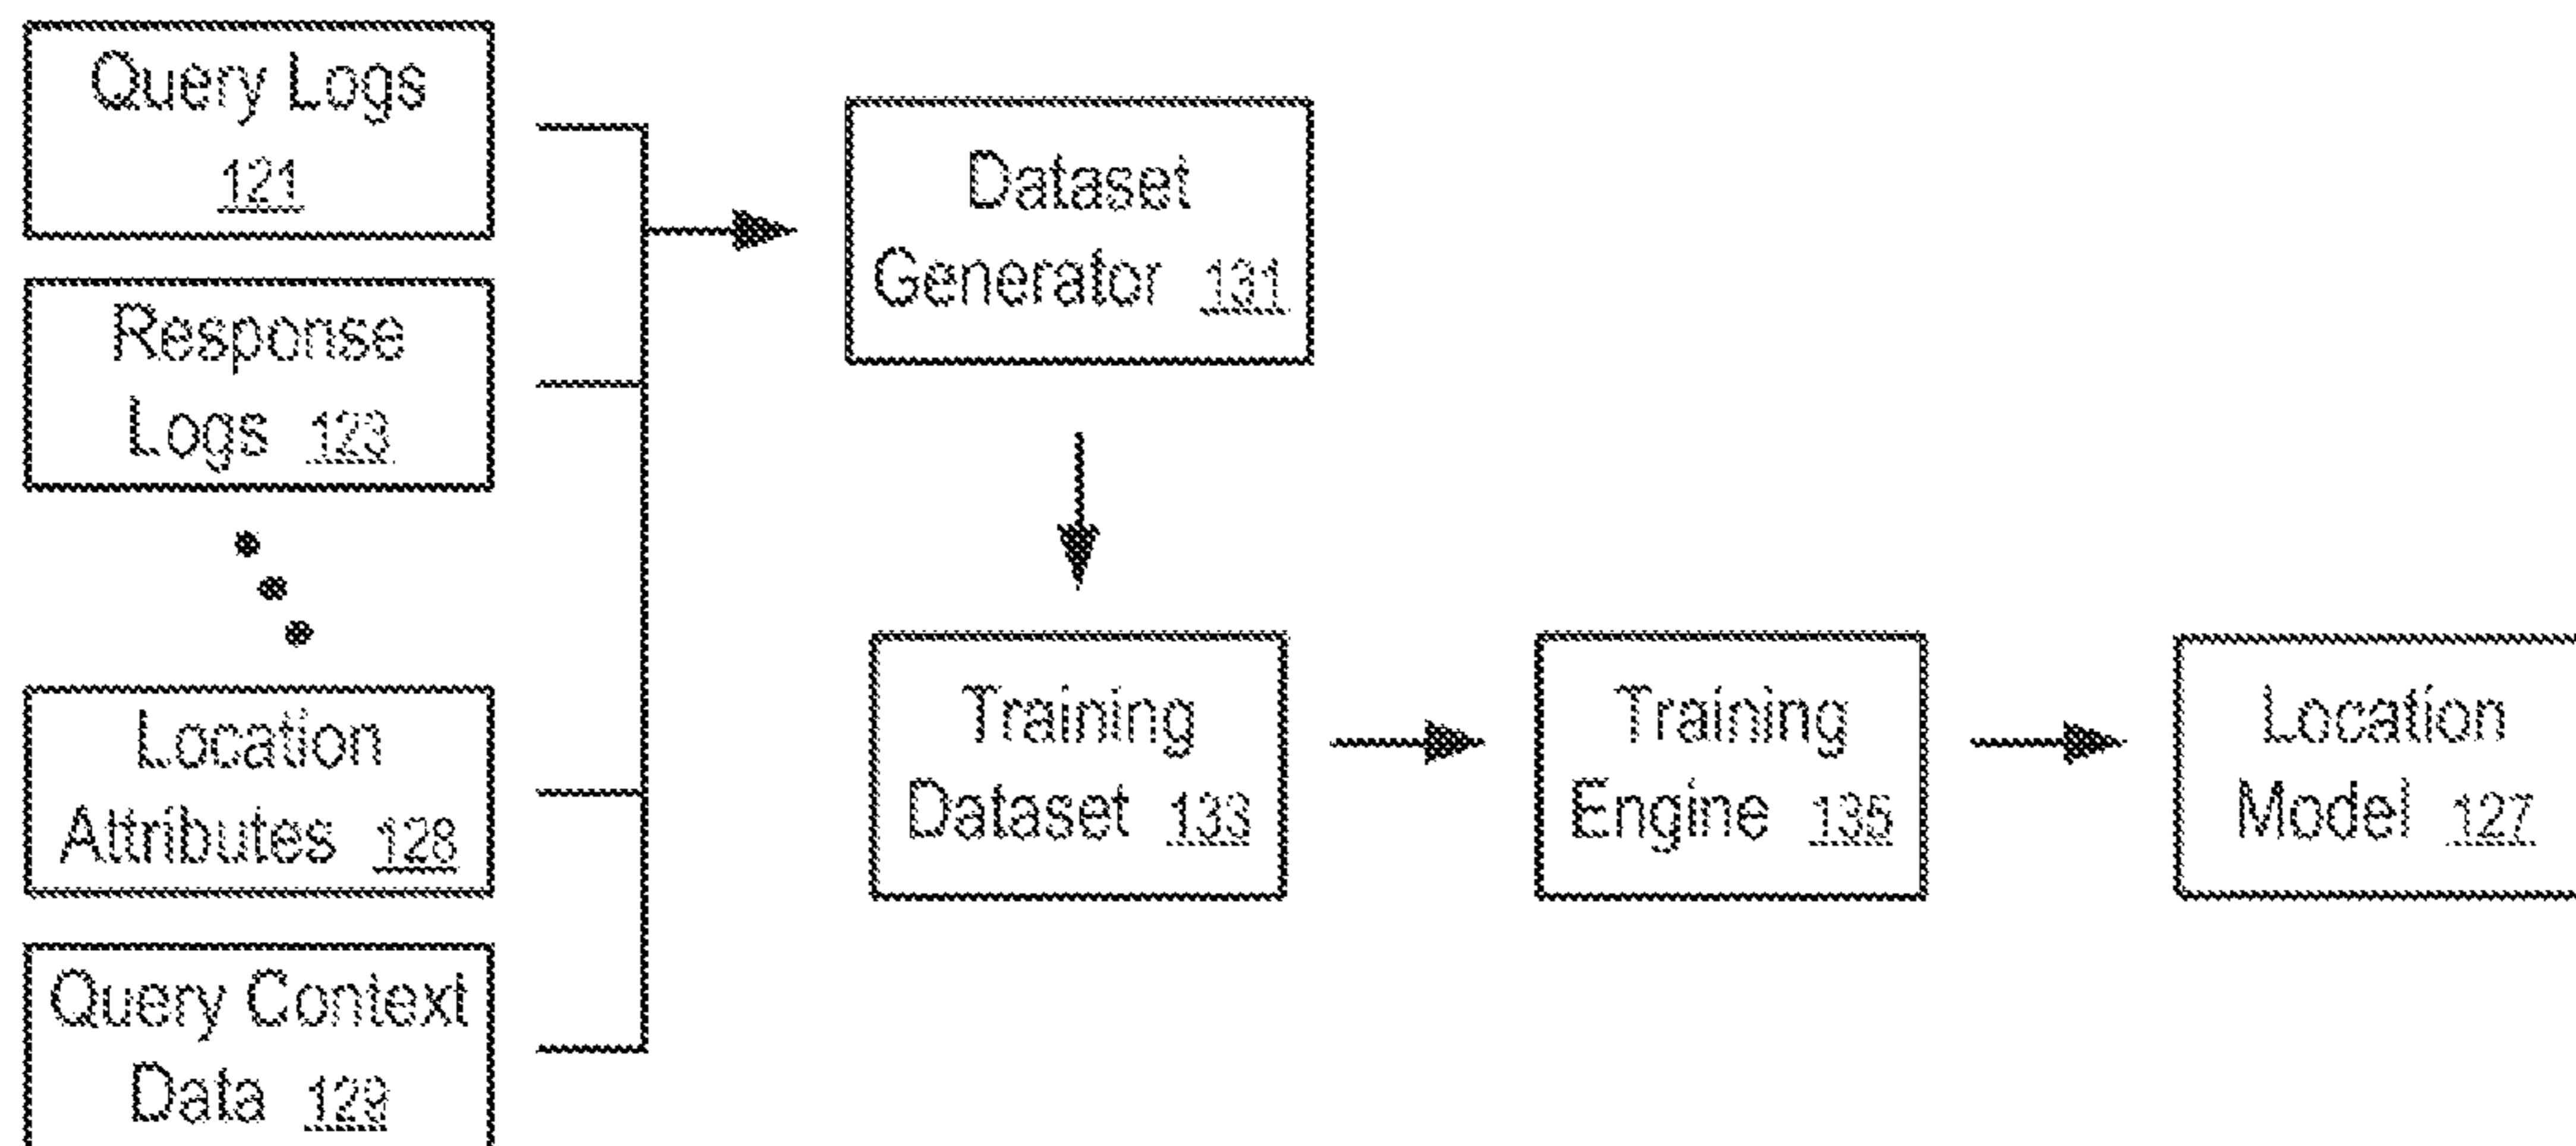 Query Logs
121
Response
Logs 123
Location
Attributes 128
Query Context
Data 129
Dataset
Generator 131
Training
Dataset 133
Training
Engine 135
Location
Model 127